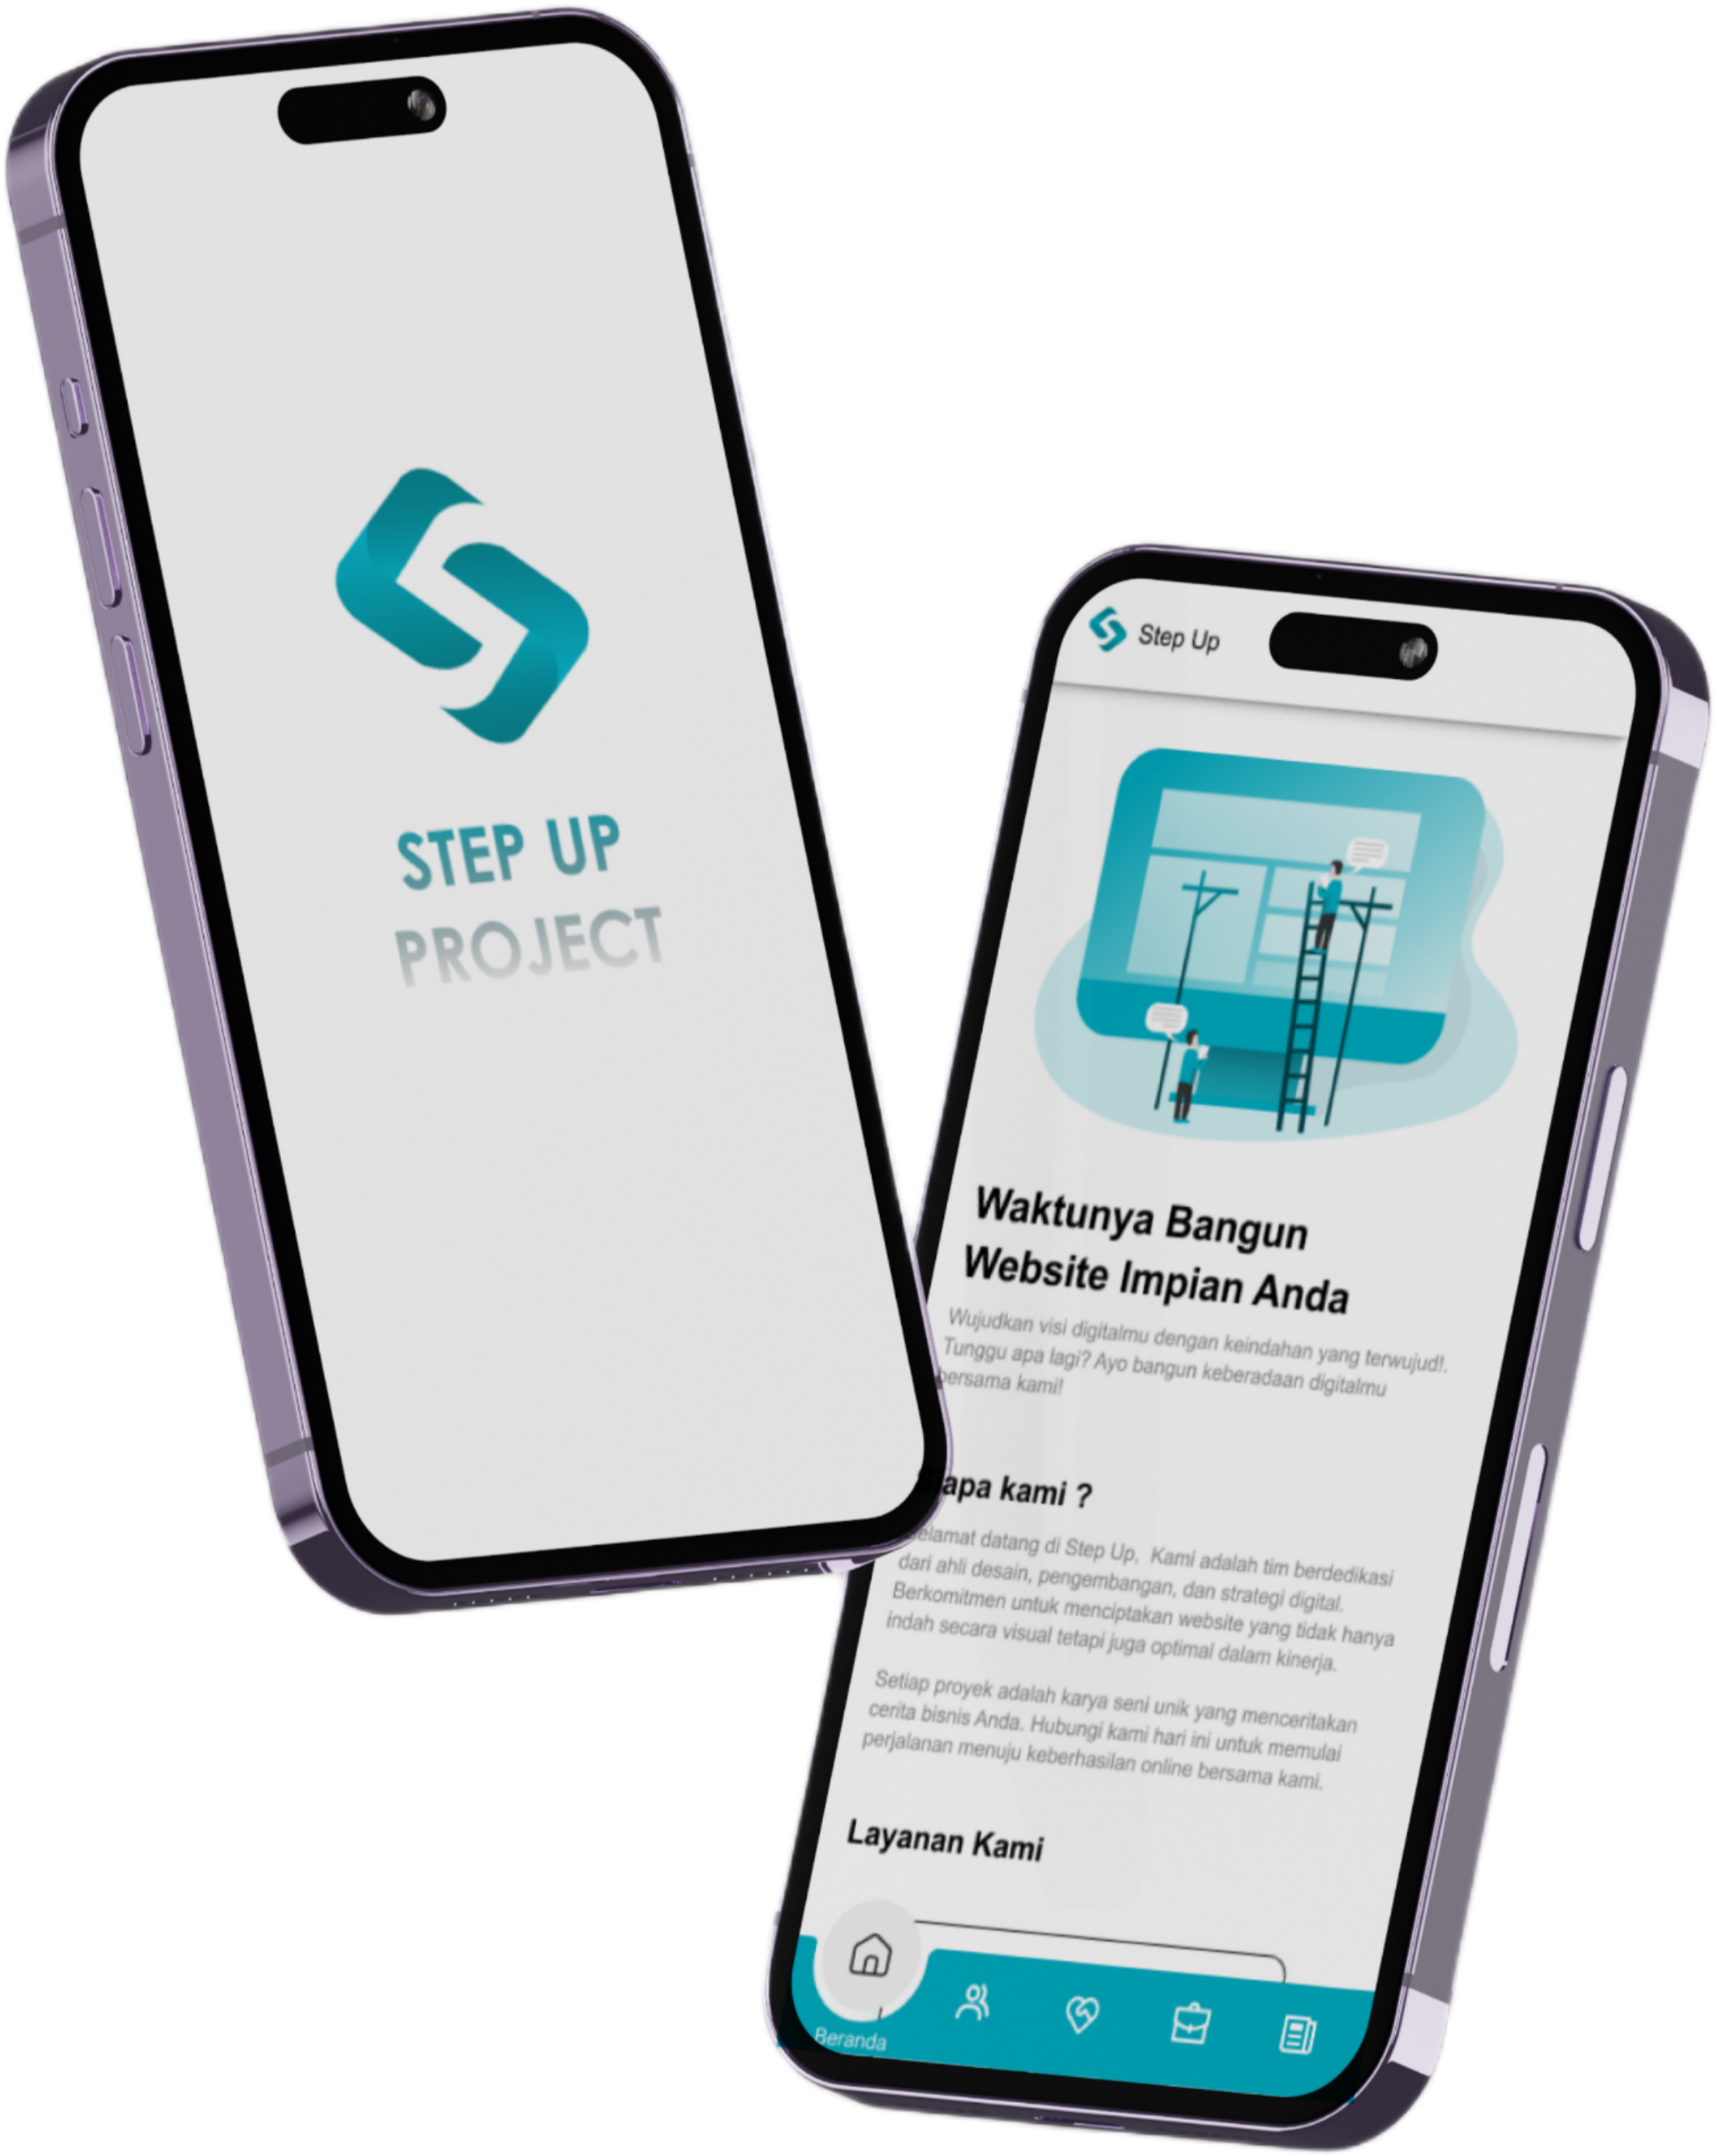 STEP UP
PROJECT
Step Up
Waktunya Bangun
Website Impian Anda
Wujudkan visi digitalmu dengan keindahan yang terwujud!.
Tunggu apa lagi? Ayo bangun keberadaan digitalmu
bersama kami!
Siapa kami ?
Selamat datang di Step Up, Kami adalah tim berdedikasi
dari ahli desain, pengembangan, dan strategi digital.
Berkomitmen untuk menciptakan website yang tidak hanya
indah secara visual tetapi juga optimal dalam kinerja.
Setiap proyek adalah karya seni unik yang menceritakan
cerita bisnis Anda. Hubungi kami hari ini untuk memulai
perjalanan menuju keberhasilan online bersama kami.
Layanan Kami
Beranda